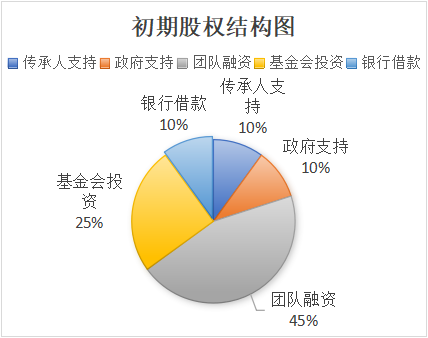 初期股权结构图
传承人支持 政府支持 团队融资 基金会投资 银行借款
银行借款
10%
传承人支
持
10%
政府支持
10%
基金会投
资
25%
团队融资
45%